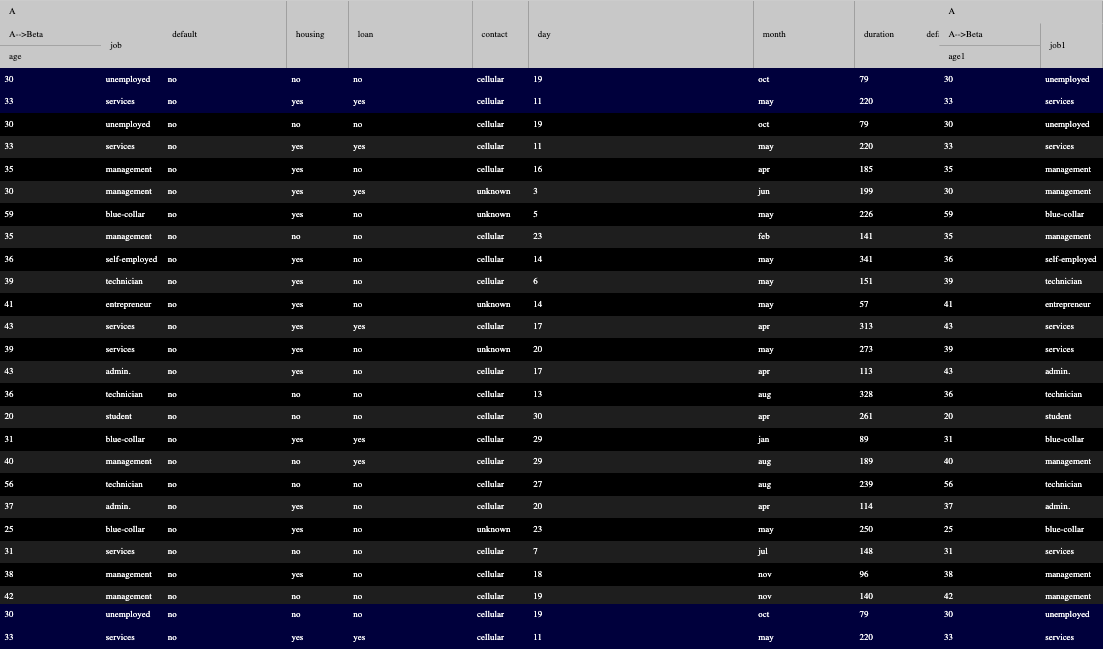 A A
A-->Beta job default housing loan contact day month duration def A-->Beta job1
age age1
30 unemployed no no no cellular 19 oct 79 30 unemployed
33 services no yes yes cellular 11 may 220 33 services
30 unemployed no no no cellular 19 oct 79 30 unemployed
33 services no yes yes cellular 11 may 220 33 services
35 management no yes no cellular 16 apr 185 35 management
30 management no yes yes unknown 3 jun 199 30 management
59 blue-collar no yes no unknown 5 may 226 59 blue-collar
35 management no no no cellular 23 feb 141 35 management
36 self-employed no yes no cellular 14 may 341 36 self-employed
39 technician no yes no cellular 6 may 151 39 technician
41 entrepreneur no yes no unknown 14 may 57 41 entrepreneur
43 services no yes yes cellular 17 apr 313 43 services
39 services no yes no unknown 20 may 273 39 services
43 admin. no yes no cellular 17 apr 113 43 admin.
36 technician no no no cellular 13 aug 328 36 technician
20 student no no no cellular 30 apr 261 20 student
31 blue-collar no yes yes cellular 29 jan 89 31 blue-collar
40 management no no yes cellular 29 aug 189 40 management
56 technician no no no cellular 27 aug 239 56 technician
37 admin. no yes no cellular 20 apr 114 37 admin.
25 blue-collar no yes no unknown 23 may 250 25 blue-collar
31 services no no no cellular 7 jul 148 31 services
38 management no yes no cellular 18 nov 96 38 management
42 management no no no cellular 19 nov 140 42 management
30 unemployed no no no cellular 19 oct 79 30 unemployed
33 services no yes yes cellular 11 may 220 33 services